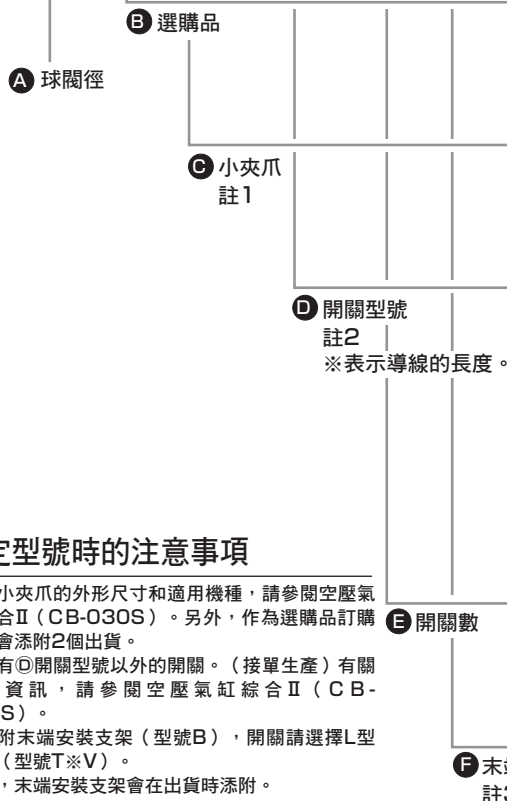 B 選購品
A 球閥徑
C 小夾爪
註1
D 開關型號
註2
※表示導線的長度。
型號時的注意事項
小夾爪的外形尺寸和適用機種，請參閱空壓氣
合Ⅱ（CB-030S）。另外，作為選購品訂購
會添附2個出貨。
有Ⓓ開關型號以外的開關。（接單生產）有關
資訊，請參閱空壓氣缸綜合Ⅱ（CB-
S）。
附末端安裝支架（型號B），開關請選擇L型
（型號T※V）。
，末端安裝支架會在出貨時添附。
E 開關數
F 末
註